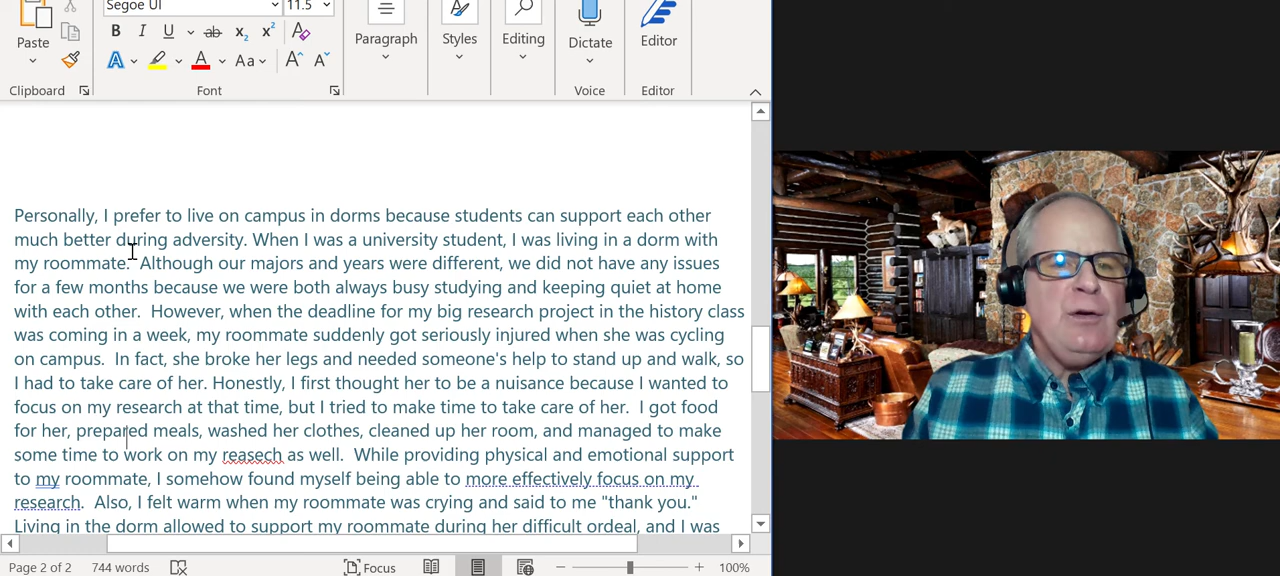 Segoe UI
11.5
Paste
B I U ab x₂ x²
A A Aa A A
Paragraph
Styles
Editing
Dictate
Editor
Clipboard
Font
Voice
Editor
Personally, I prefer to live on campus in dorms because students can support each other
much better during adversity. When I was a university student, I was living in a dorm with
my roommate.  Although our majors and years were different, we did not have any issues
for a few months because we were both always busy studying and keeping quiet at home
with each other.  However, when the deadline for my big research project in the history class
was coming in a week, my roommate suddenly got seriously injured when she was cycling
on campus.  In fact, she broke her legs and needed someone's help to stand up and walk, so
I had to take care of her. Honestly, I first thought her to be a nuisance because I wanted to
focus on my research at that time, but I tried to make time to take care of her.  I got food
for her, prepared meals, washed her clothes, cleaned up her room, and managed to make
some time to work on my reasech as well.  While providing physical and emotional support
to my roommate, I somehow found myself being able to more effectively focus on my
research.  Also, I felt warm when my roommate was crying and said to me "thank you."
Living in the dorm allowed to support my roommate during her difficult ordeal, and I was
Page 2 of 2
744 words
Focus
100%